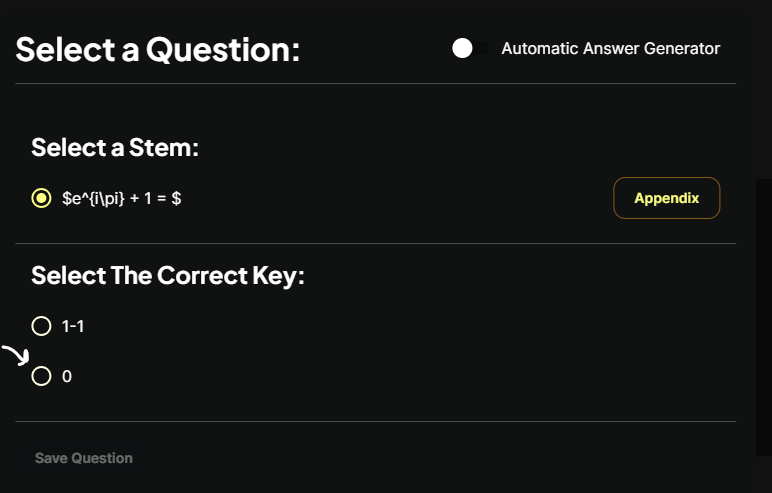 Select a Question:
Automatic Answer Generator
Select a Stem:
$e^{i\pi} + 1 = $
Appendix
Select The Correct Key:
1-1
0
Save Question